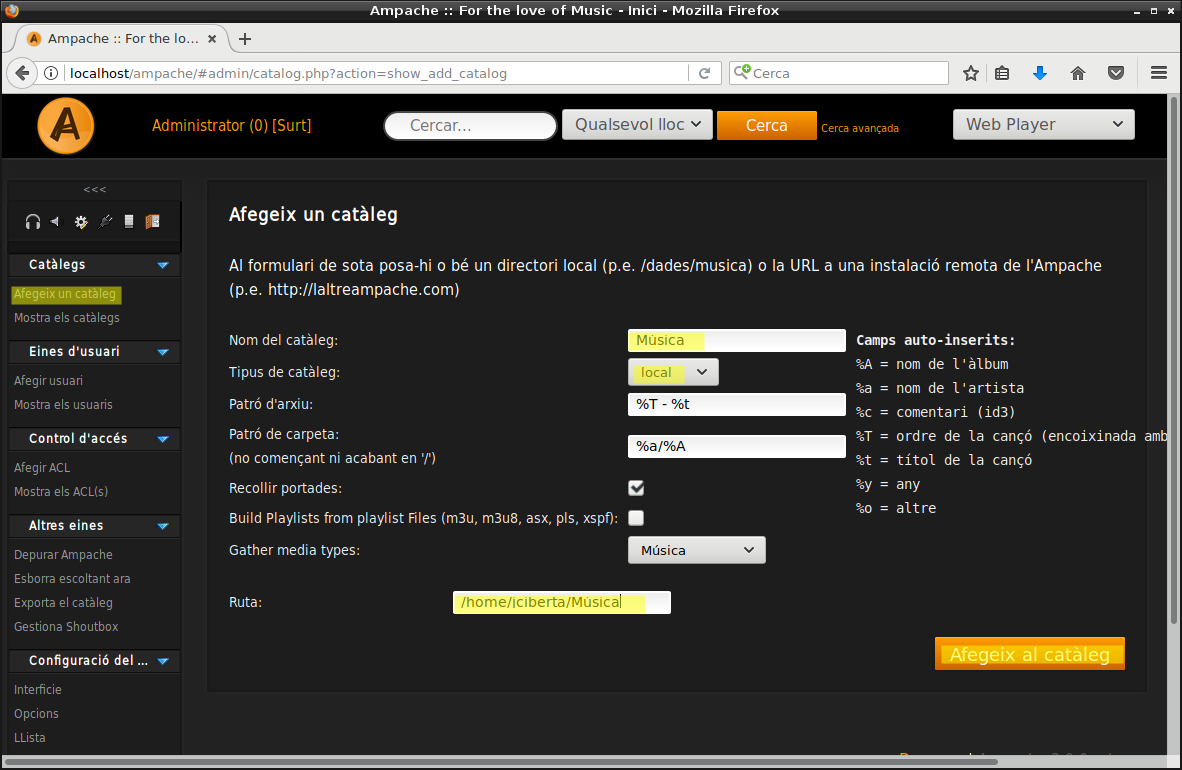 Ampache :: For the love of Music - Inici - Mozilla Firefox
Ampache :: For the lo...
localhost/ampache/#admin/catalog.php?action=show_add_catalog
Cerca
Administrator (0) [Surt]
Cercar...
Qualsevol lloc
Cerca
Cerca avançada
Web Player
<<<
Catàlegs
Afegeix un catàleg
Mostra els catàlegs
Eines d'usuari
Afegir usuari
Mostra els usuaris
Control d'accés
Afegir ACL
Mostra els ACL(s)
Altres eines
Depurar Ampache
Esborra escoltant ara
Exporta el catàleg
Gestiona Shoutbox
Configuració del ...
Interfície
Opcions
LLista
Afegeix un catàleg
Al formulari de sota posa-hi o bé un directori local (p.e. /dades/musica) o la URL a una instalació remota de l'Ampache
(p.e. http://laltreampache.com)
Nom del catàleg:
Música
Tipus de catàleg:
local
Patró d'arxiu:
%T - %t
Patró de carpeta:
(no començant ni acabant en '/')
%a/%A
Recollir portades:
Build Playlists from playlist Files (m3u, m3u8, asx, pls, xspf):
Gather media types:
Música
Camps auto-inserits:
%A = nom de l'àlbum
%a = nom de l'artista
%c = comentari (id3)
%T = ordre de la cançó (encoixinada amb
%t = títol de la cançó
%y = any
%o = altre
Ruta:
/home/jciberta/Música
Afegeix al catàleg